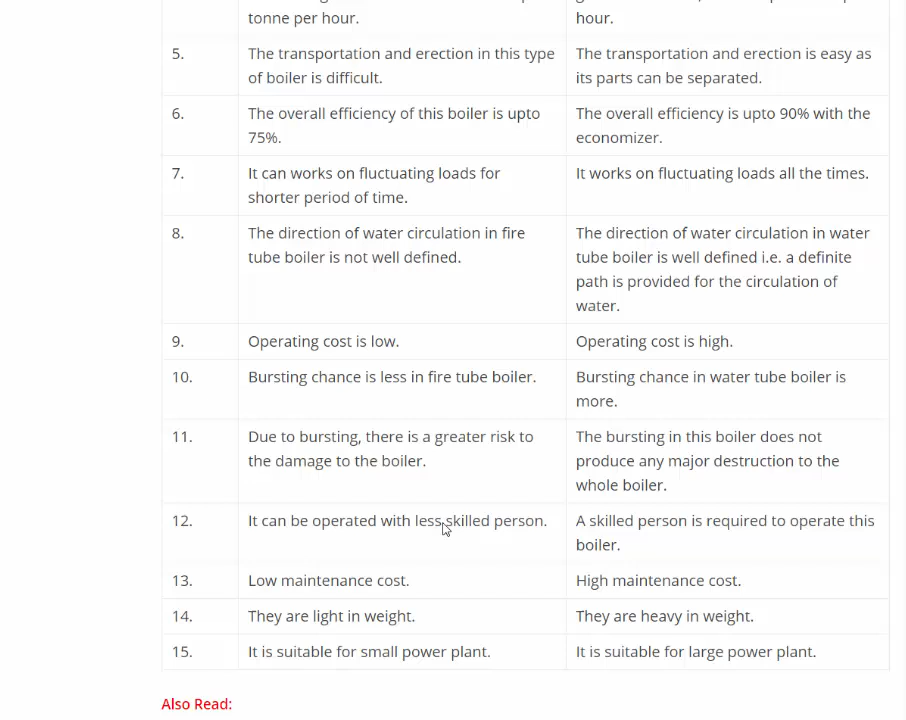 tonne per hour.
hour.
5.
The transportation and erection in this type
of boiler is difficult.
The transportation and erection is easy as
its parts can be separated.
6.
The overall efficiency of this boiler is upto
75%.
The overall efficiency is upto 90% with the
economizer.
7.
It can works on fluctuating loads for
shorter period of time.
It works on fluctuating loads all the times.
8.
The direction of water circulation in fire
tube boiler is not well defined.
The direction of water circulation in water
tube boiler is well defined i.e. a definite
path is provided for the circulation of
water.
9.
Operating cost is low.
Operating cost is high.
10.
Bursting chance is less in fire tube boiler.
Bursting chance in water tube boiler is
more.
11.
Due to bursting, there is a greater risk to
the damage to the boiler.
The bursting in this boiler does not
produce any major destruction to the
whole boiler.
12.
It can be operated with less skilled person.
A skilled person is required to operate this
boiler.
13.
Low maintenance cost.
High maintenance cost.
14.
They are light in weight.
They are heavy in weight.
15.
It is suitable for small power plant.
It is suitable for large power plant.
Also Read: